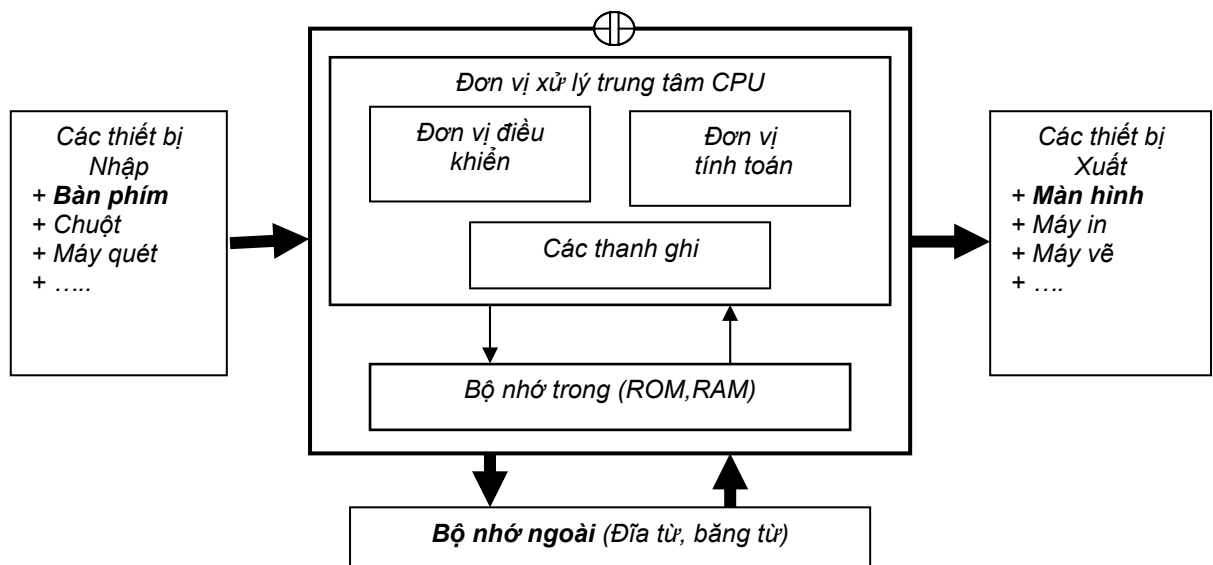 Đơn vị xử lý trung tâm CPU
Các thiết bị
Nhập
+ Bàn phím
+ Chuột
+ Máy quét
+ …..
Đơn vị điều
khiển
Đơn vị
tính toán
Các thanh ghi
Bộ nhớ trong (ROM,RAM)
Các thiết bị
Xuất
+ Màn hình
+ Máy in
+ Máy vẽ
+ ….
Bộ nhớ ngoài (Đĩa từ, băng từ)